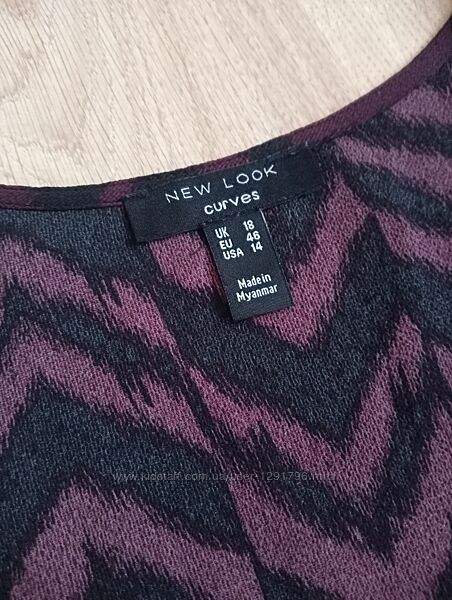 NEW LOOK
curves
UK 18
EU 46
USA 14
Made in
Myanmar